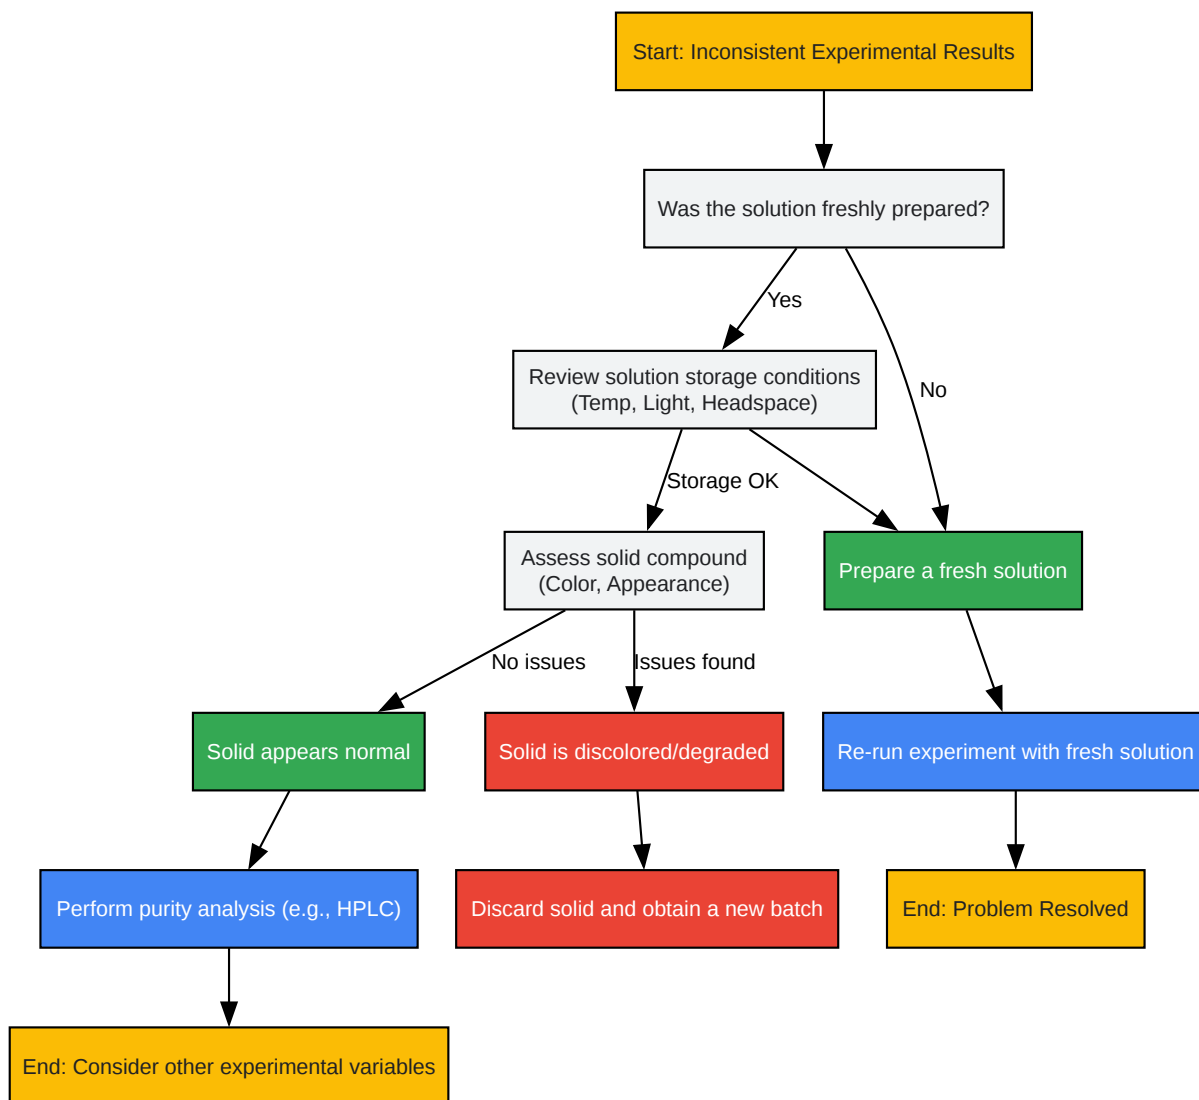 Start: Inconsistent Experimental Results
Was the solution freshly prepared?
Yes
No
Review solution storage conditions
(Temp, Light, Headspace)
Storage OK
Assess solid compound
(Color, Appearance)
Prepare a fresh solution
No issues
Issues found
Solid appears normal
Solid is discolored/degraded
Re-run experiment with fresh solution
Perform purity analysis (e.g., HPLC)
Discard solid and obtain a new batch
End: Problem Resolved
End: Consider other experimental variables